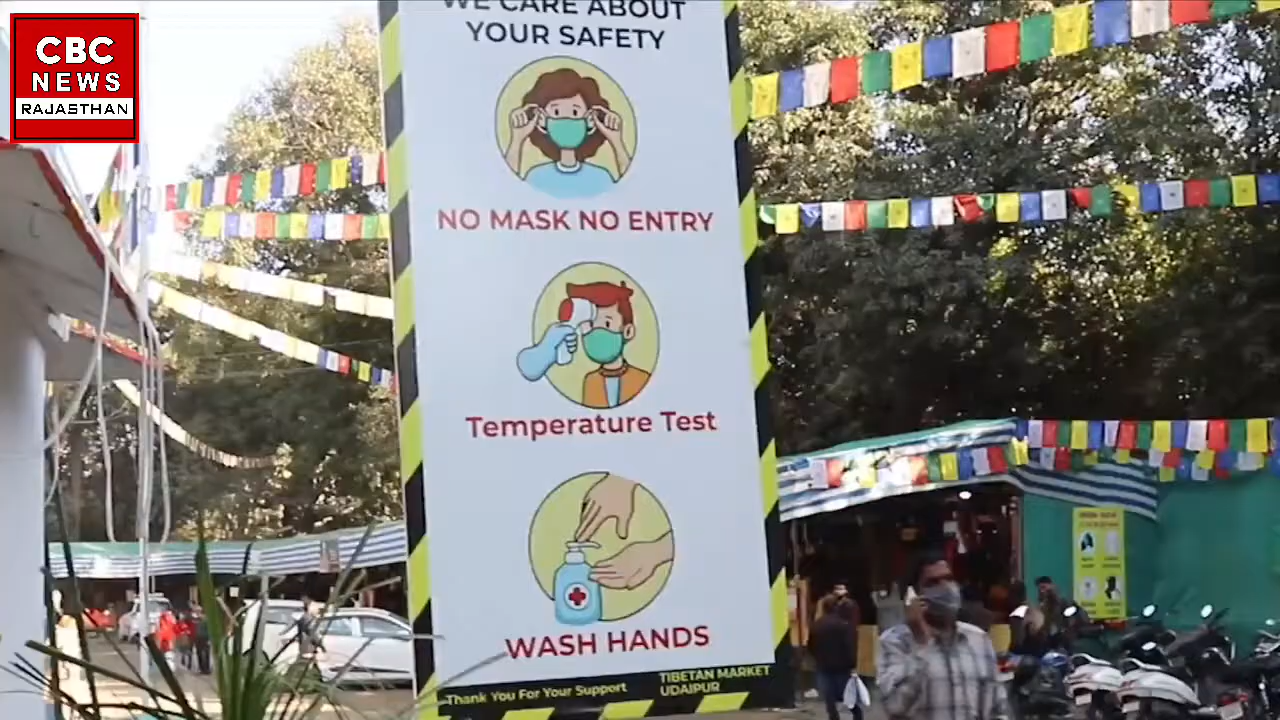 CBC
NEWS
RAJASTHAN
WE CARE ABOUT
YOUR SAFETY
NO MASK NO ENTRY
Temperature Test
WASH HANDS
Thank You For Your Support
TIBETAN MARKET
UDAIPUR